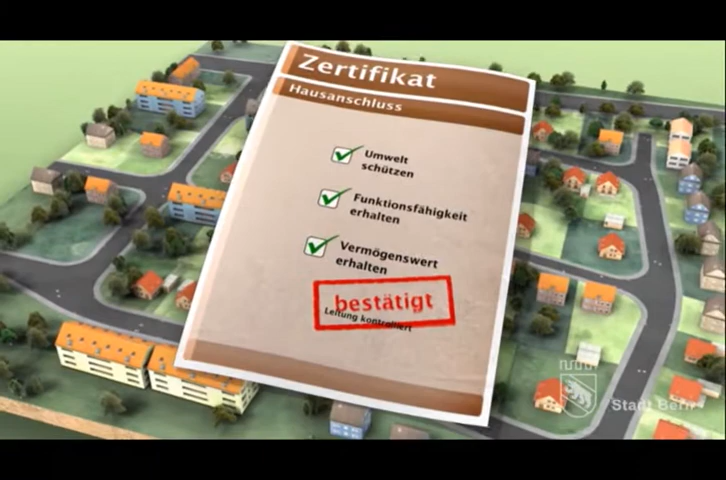 Zertifikat
Hausanschluss
Umwelt
schützen
Funktionsfähigkeit
erhalten
Vermögenswert
erhalten
bestätigt
Leitung kontrolliert
Stadt Bern